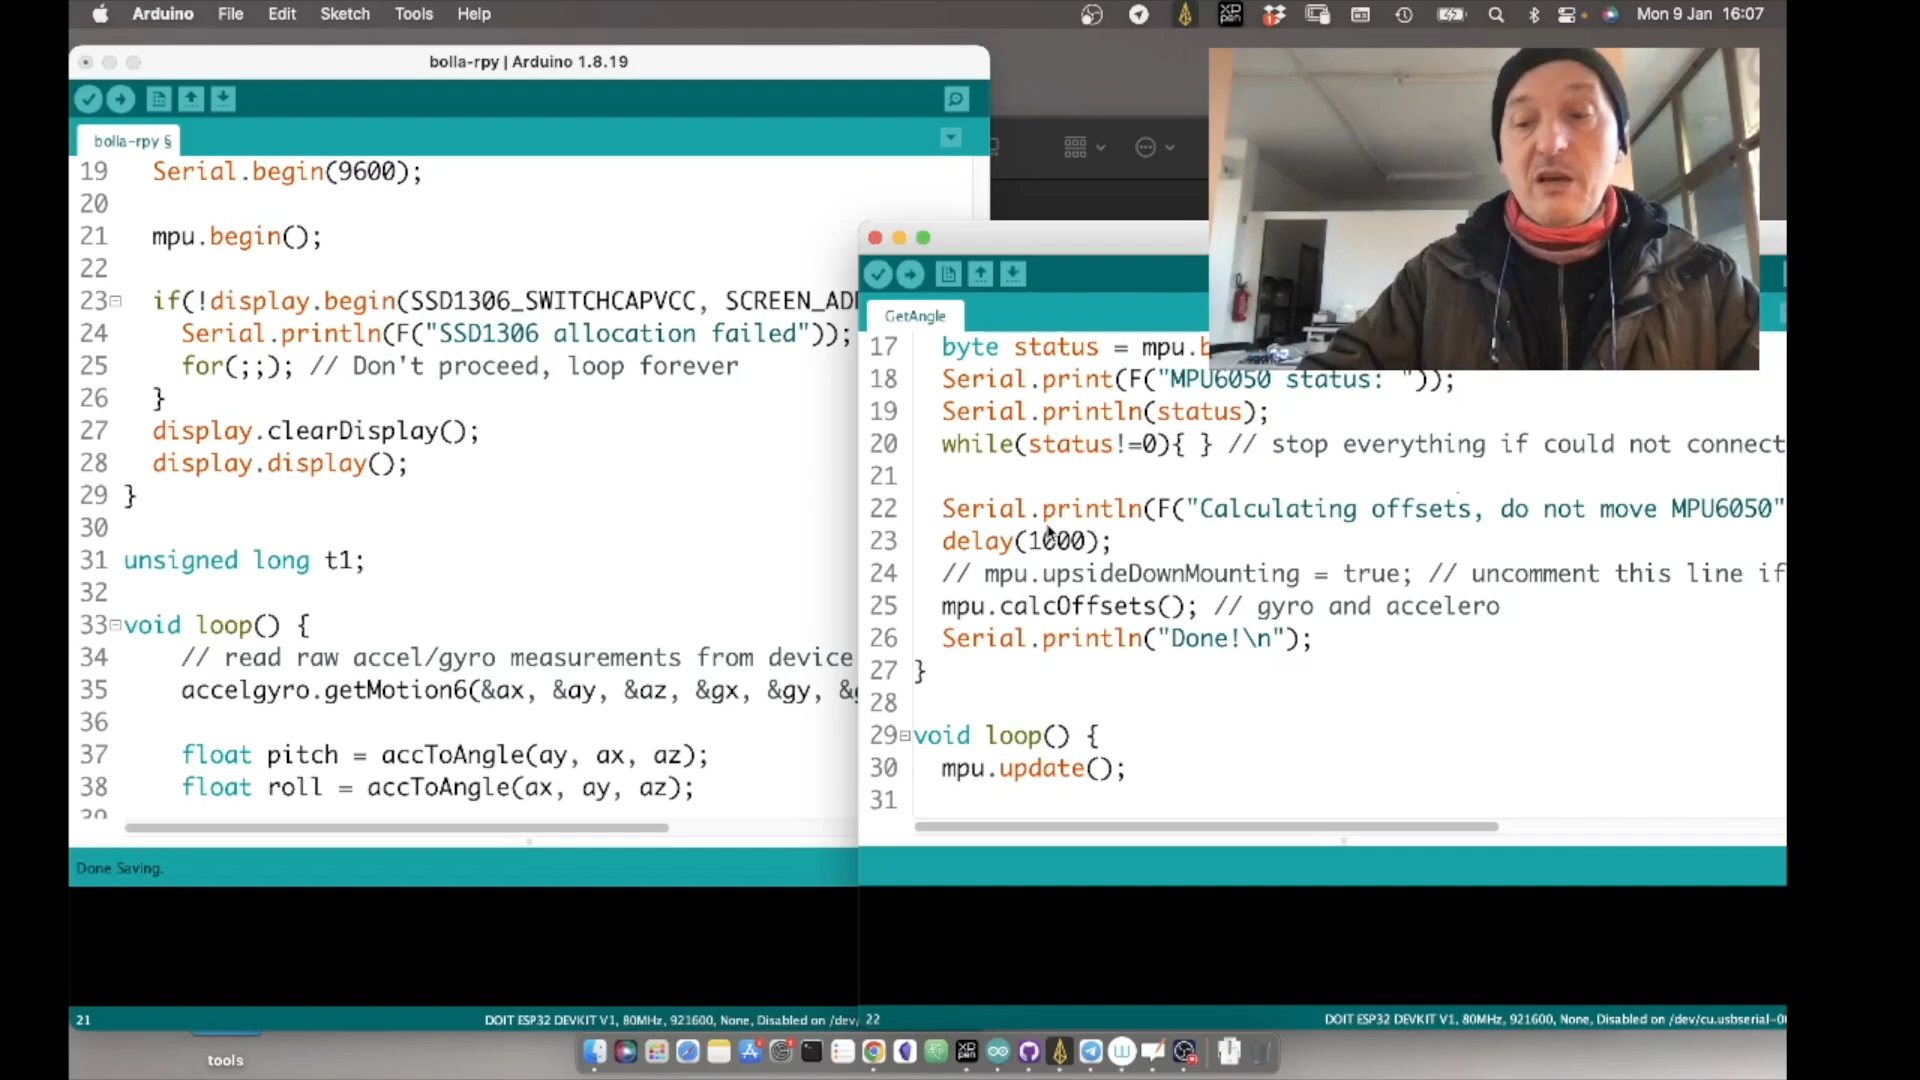 Arduino File Edit Sketch Tools Help
Mon 9 Jan 16:07
bolla-rpy | Arduino 1.8.19
bolla-rpy §
19 Serial.begin(9600);
20
21 mpu.begin();
22
23 if(!display.begin(SSD1306_SWITCHCAPVCC, SCREEN_ADD
24 Serial.println(F("SSD1306 allocation failed"));
25 for(;;); // Don't proceed, loop forever
26 }
27 display.clearDisplay();
28 display.display();
29 }
30
31 unsigned long t1;
32
33 void loop() {
34 // read raw accel/gyro measurements from device
35 accelgyro.getMotion6(&ax, &ay, &az, &gx, &gy, &g
36
37 float pitch = accToAngle(ay, ax, az);
38 float roll = accToAngle(ax, ay, az);
39
Done Saving.
21
DOIT ESP32 DEVKIT V1, 80MHz, 921600, None, Disabled on /dev/
GetAngle
17 byte status = mpu.b
18 Serial.print(F("MPU6050 status: "));
19 Serial.println(status);
20 while(status!=0){ } // stop everything if could not connect
21
22 Serial.println(F("Calculating offsets, do not move MPU6050"
23 delay(1000);
24 // mpu.upsideDownMounting = true; // uncomment this line if
25 mpu.calcOffsets(); // gyro and accelero
26 Serial.println("Done!\n");
27 }
28
29 void loop() {
30 mpu.update();
31
22
DOIT ESP32 DEVKIT V1, 80MHz, 921600, None, Disabled on /dev/cu.usbserial-0
tools